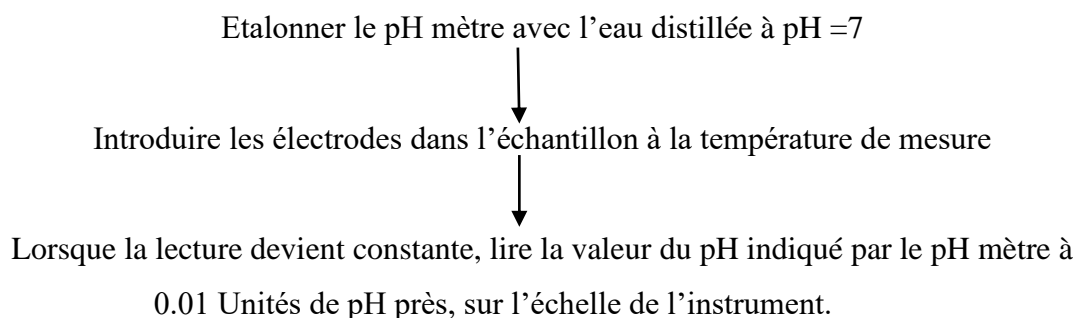 Etalonner le pH mètre avec l’eau distillée à pH =7
Introduire les électrodes dans l’échantillon à la température de mesure
Lorsque la lecture devient constante, lire la valeur du pH indiqué par le pH mètre à
0.01 Unités de pH près, sur l’échelle de l’instrument.